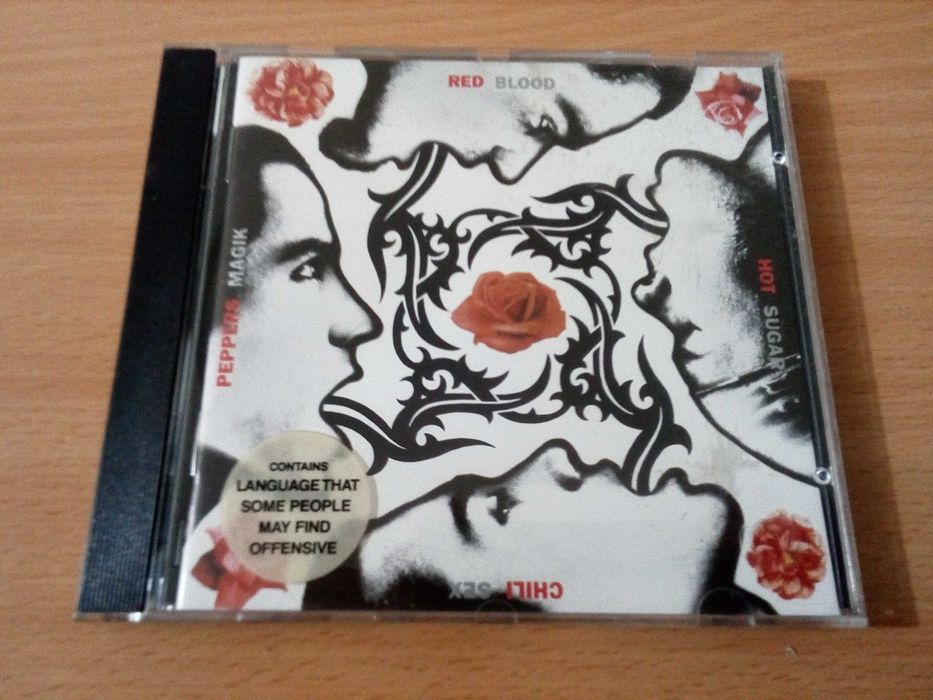 RED BLOOD
HOT SUGAR
CHILI SEX
PEPPERS MAGIK
CONTAINS
LANGUAGE THAT
SOME PEOPLE
MAY FIND
OFFENSIVE